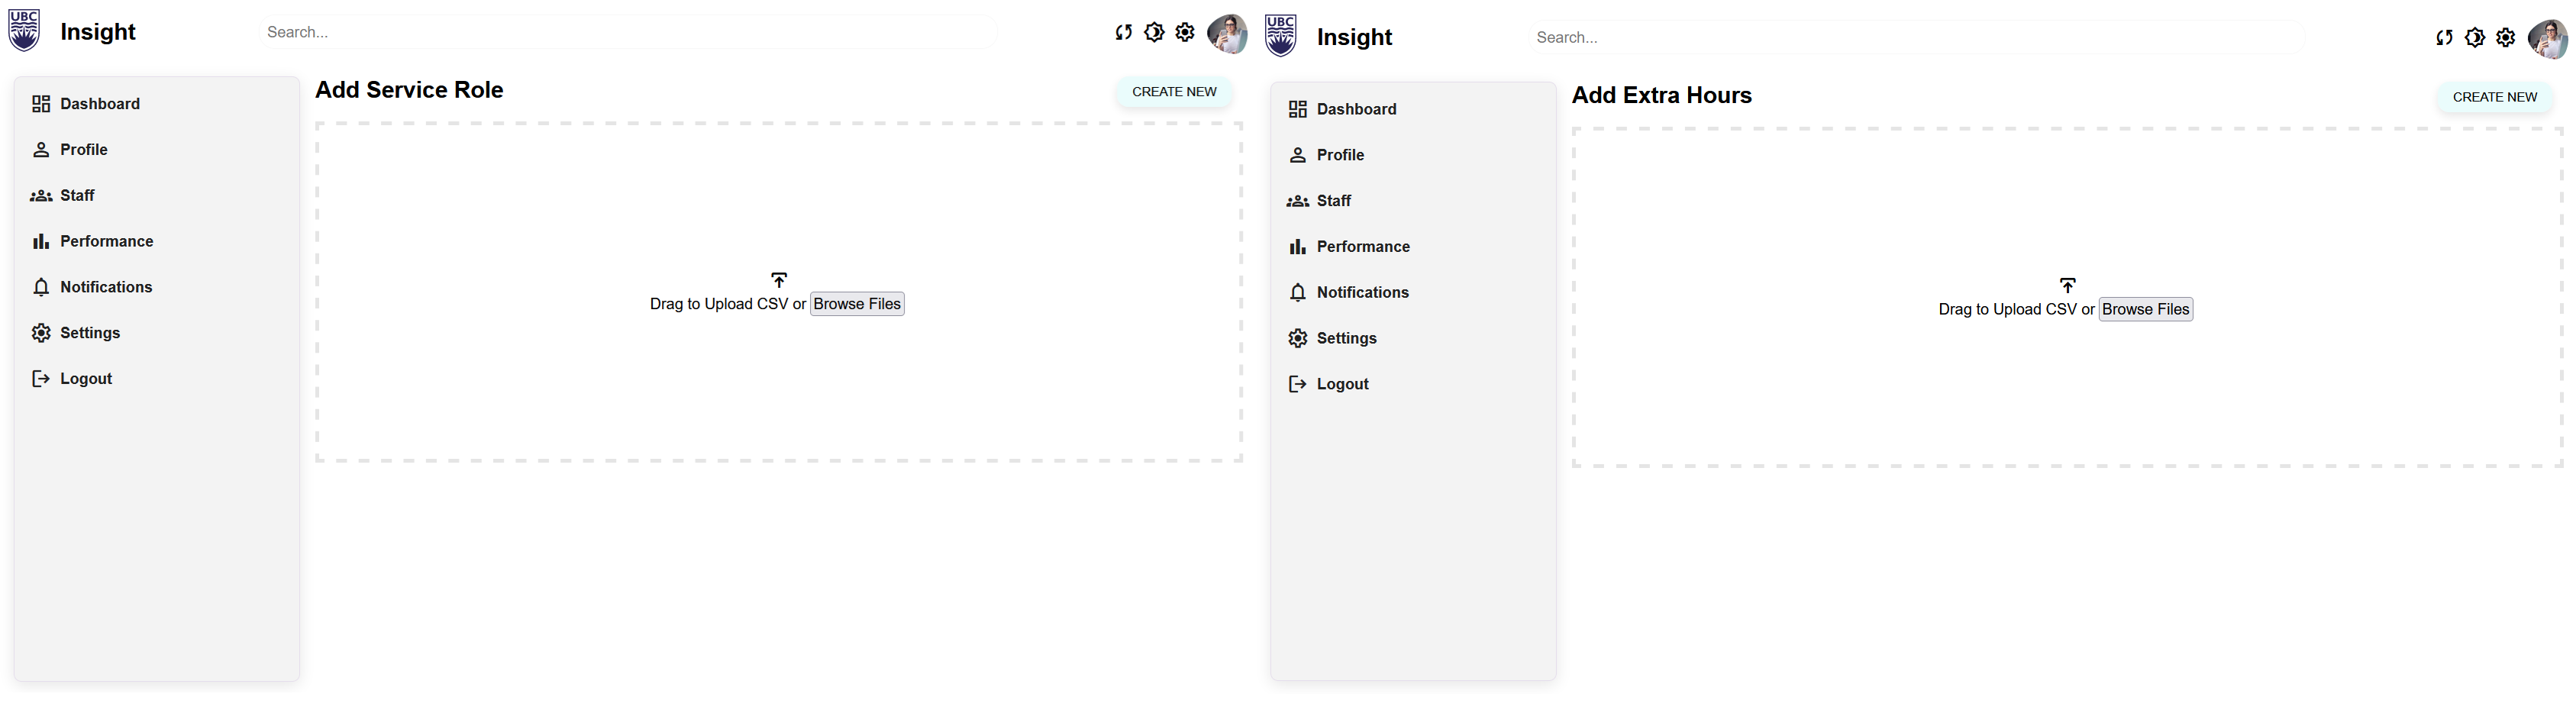 UBC
Insight
Search...
Dashboard
Profile
Staff
Performance
Notifications
Settings
Logout
Add Service Role
CREATE NEW
Drag to Upload CSV or Browse Files
UBC
Insight
Search...
Dashboard
Profile
Staff
Performance
Notifications
Settings
Logout
Add Extra Hours
CREATE NEW
Drag to Upload CSV or Browse Files